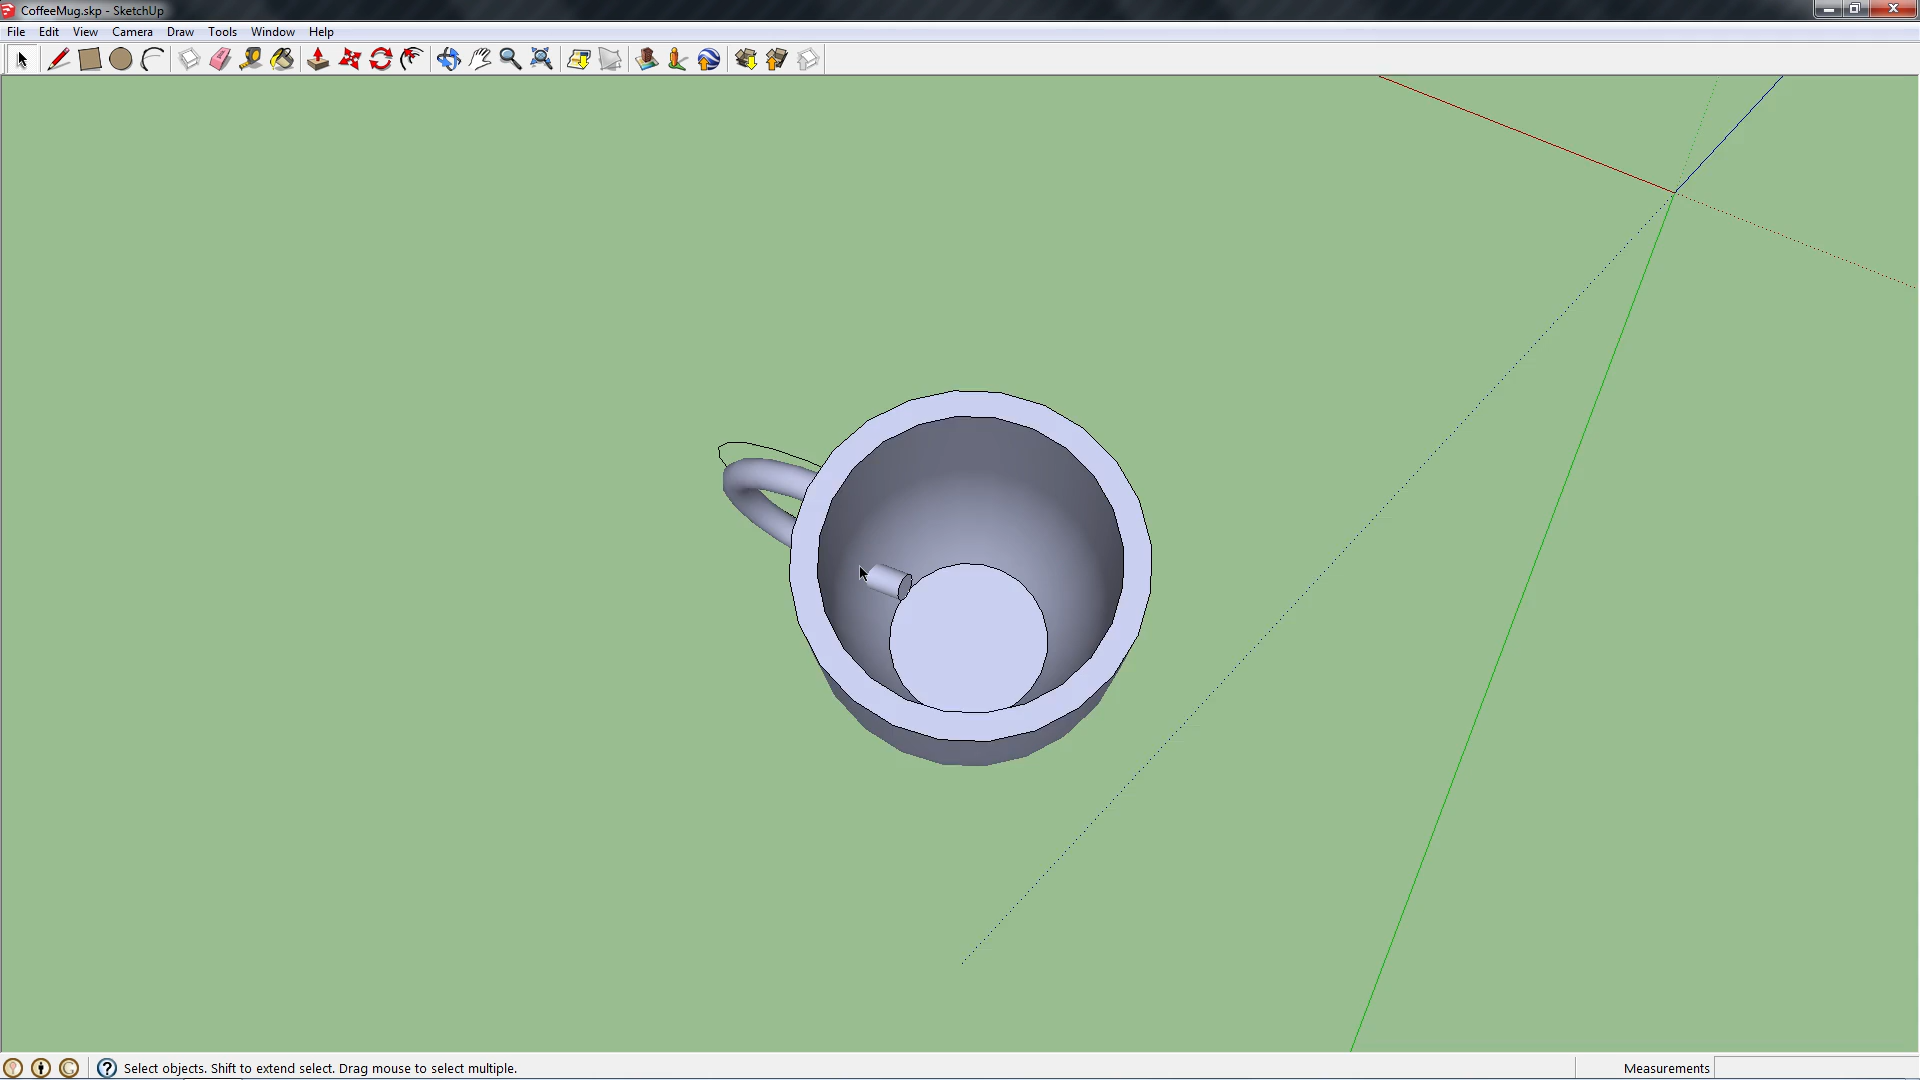 CoffeeMug.skp - SketchUp
File Edit View Camera Draw Tools Window Help
Select objects. Shift to extend select. Drag mouse to select multiple.
Measurements